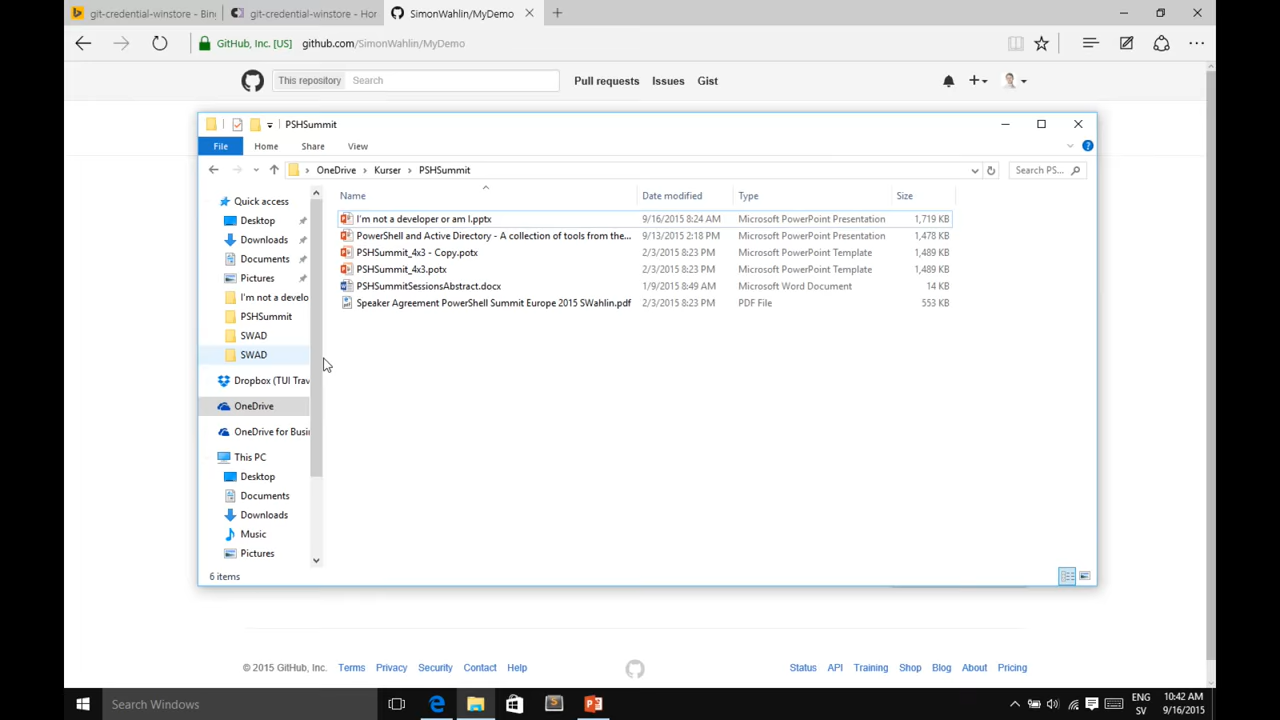 git-credential-winstore - Bing
git-credential-winstore - Hor
SimonWahlin/MyDemo
GitHub, Inc. [US] github.com/SimonWahlin/MyDemo
This repository Search Pull requests Issues Gist
PSHSummit
File Home Share View
OneDrive › Kurser › PSHSummit Search PS...
Quick access
Desktop
Downloads
Documents
Pictures
I'm not a develo
PSHSummit
SWAD
SWAD
Dropbox (TUI Trav
OneDrive
OneDrive for Busi
This PC
Desktop
Documents
Downloads
Music
Pictures
Name Date modified Type Size
I'm not a developer or am I.pptx 9/16/2015 8:24 AM Microsoft PowerPoint Presentation 1,719 KB
PowerShell and Active Directory - A collection of tools from the... 9/13/2015 2:18 PM Microsoft PowerPoint Presentation 1,478 KB
PSHSummit_4x3 - Copy.potx 2/3/2015 8:23 PM Microsoft PowerPoint Template 1,489 KB
PSHSummit_4x3.potx 2/3/2015 8:23 PM Microsoft PowerPoint Template 1,489 KB
PSHSummitSessionsAbstract.docx 1/9/2015 8:49 AM Microsoft Word Document 14 KB
Speaker Agreement PowerShell Summit Europe 2015 SWahlin.pdf 2/3/2015 8:23 PM PDF File 553 KB
6 items
© 2015 GitHub, Inc. Terms Privacy Security Contact Help Status API Training Shop Blog About Pricing
Search Windows
ENG
SV
10:42 AM
9/16/2015